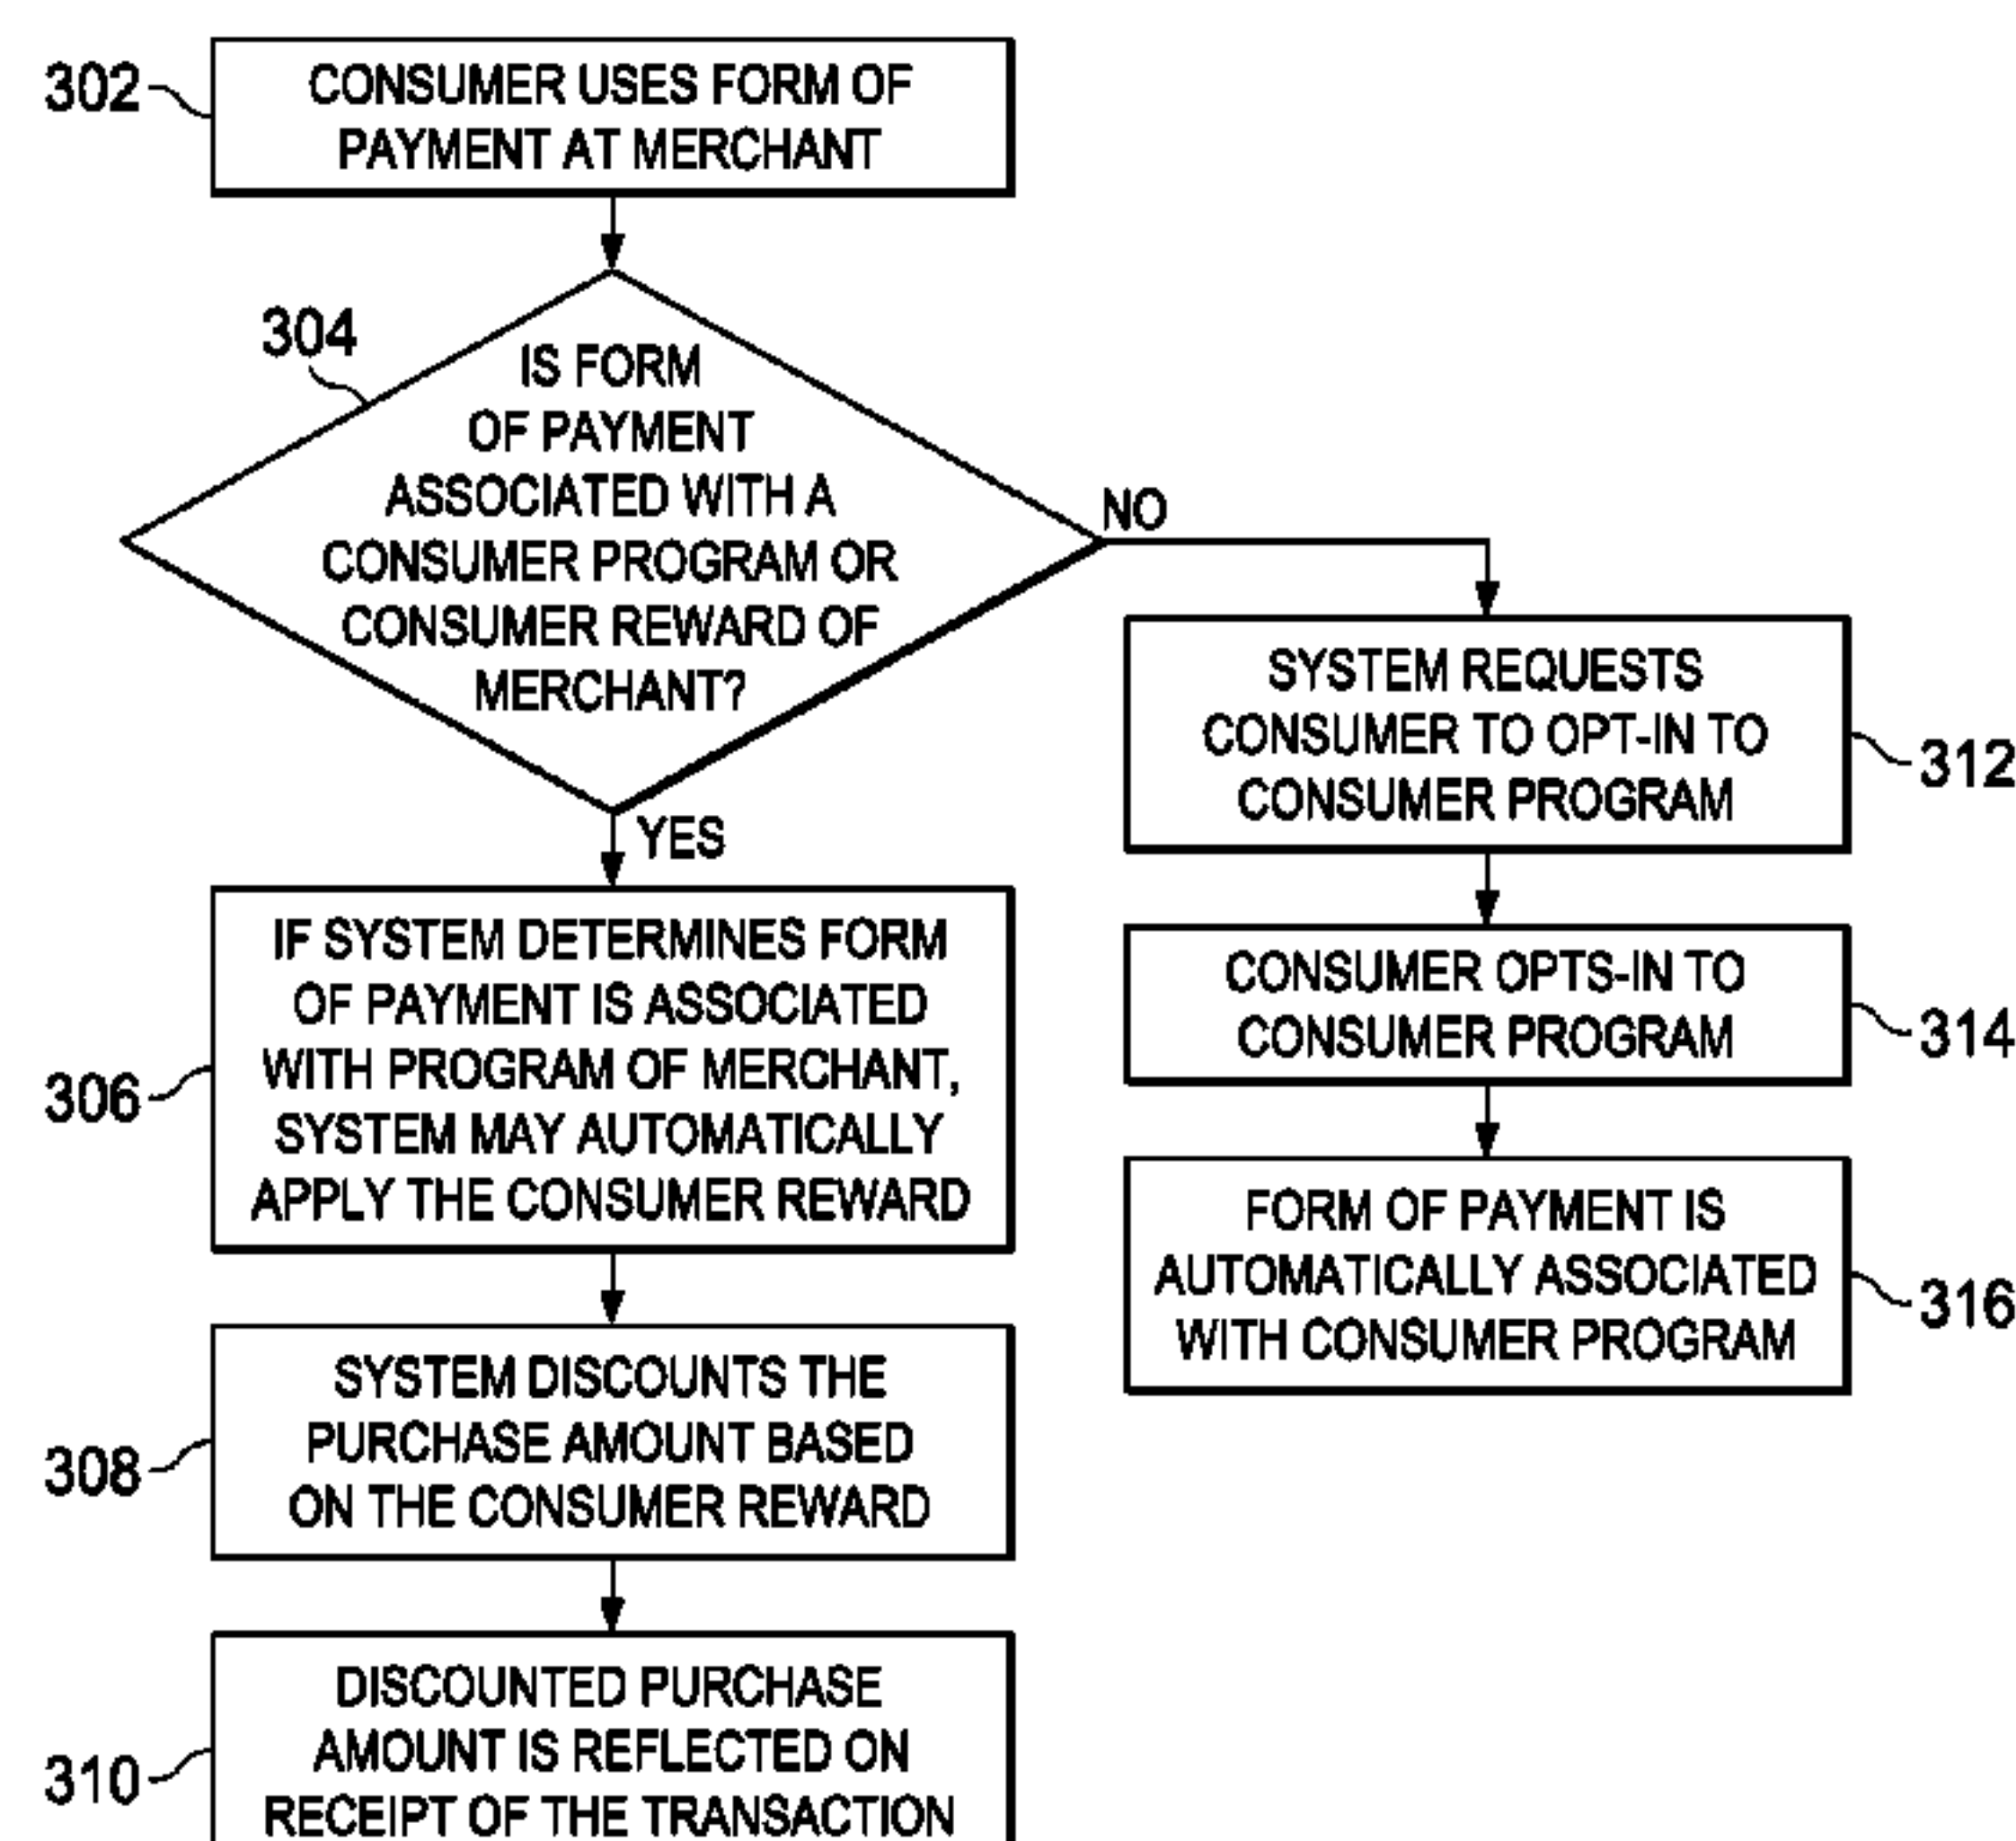 302
CONSUMER USES FORM OF
PAYMENT AT MERCHANT
304
IS FORM
OF PAYMENT
ASSOCIATED WITH A
CONSUMER PROGRAM OR
CONSUMER REWARD OF
MERCHANT?
NO
YES
306
IF SYSTEM DETERMINES FORM
OF PAYMENT IS ASSOCIATED
WITH PROGRAM OF MERCHANT,
SYSTEM MAY AUTOMATICALLY
APPLY THE CONSUMER REWARD
308
SYSTEM DISCOUNTS THE
PURCHASE AMOUNT BASED
ON THE CONSUMER REWARD
310
DISCOUNTED PURCHASE
AMOUNT IS REFLECTED ON
RECEIPT OF THE TRANSACTION
SYSTEM REQUESTS
CONSUMER TO OPT-IN TO
CONSUMER PROGRAM
312
CONSUMER OPTS-IN TO
CONSUMER PROGRAM
314
FORM OF PAYMENT IS
AUTOMATICALLY ASSOCIATED
WITH CONSUMER PROGRAM
316